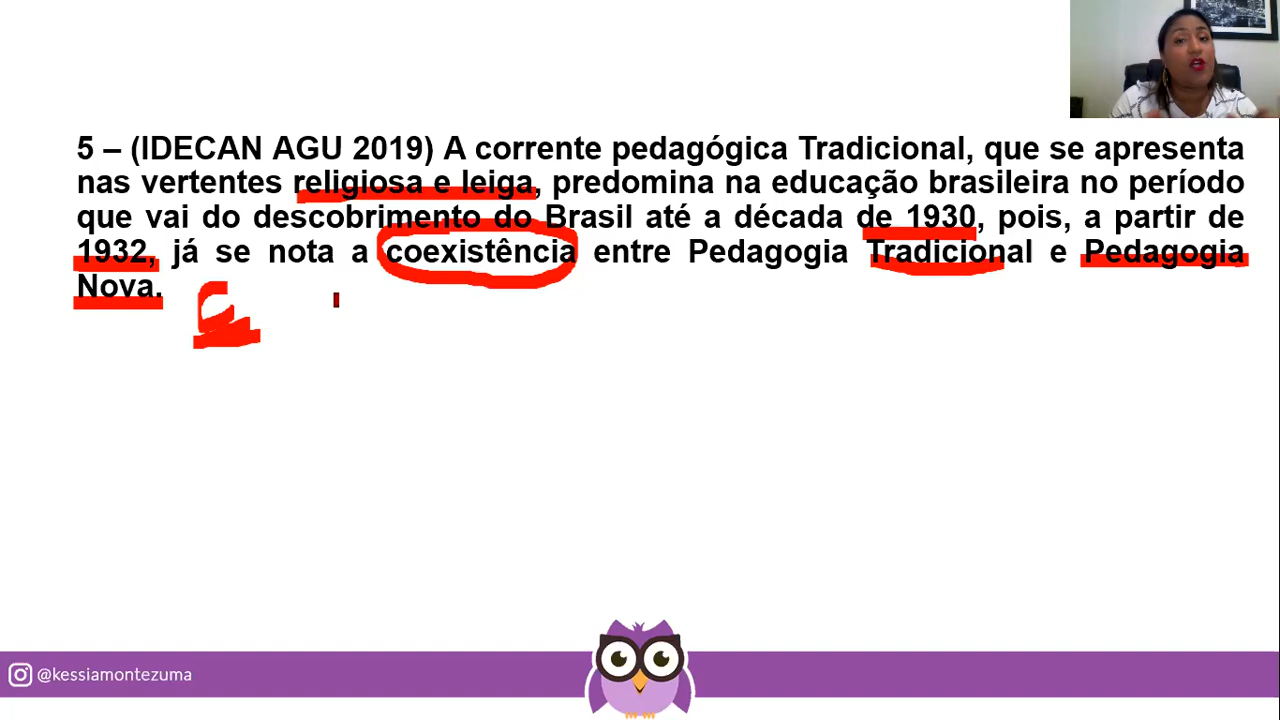 5 – (IDECAN AGU 2019) A corrente pedagógica Tradicional, que se apresenta
nas vertentes religiosa e leiga, predomina na educação brasileira no período
que vai do descobrimento do Brasil até a década de 1930, pois, a partir de
1932, já se nota a coexistência entre Pedagogia Tradicional e Pedagogia
Nova.
@kessiamontezuma